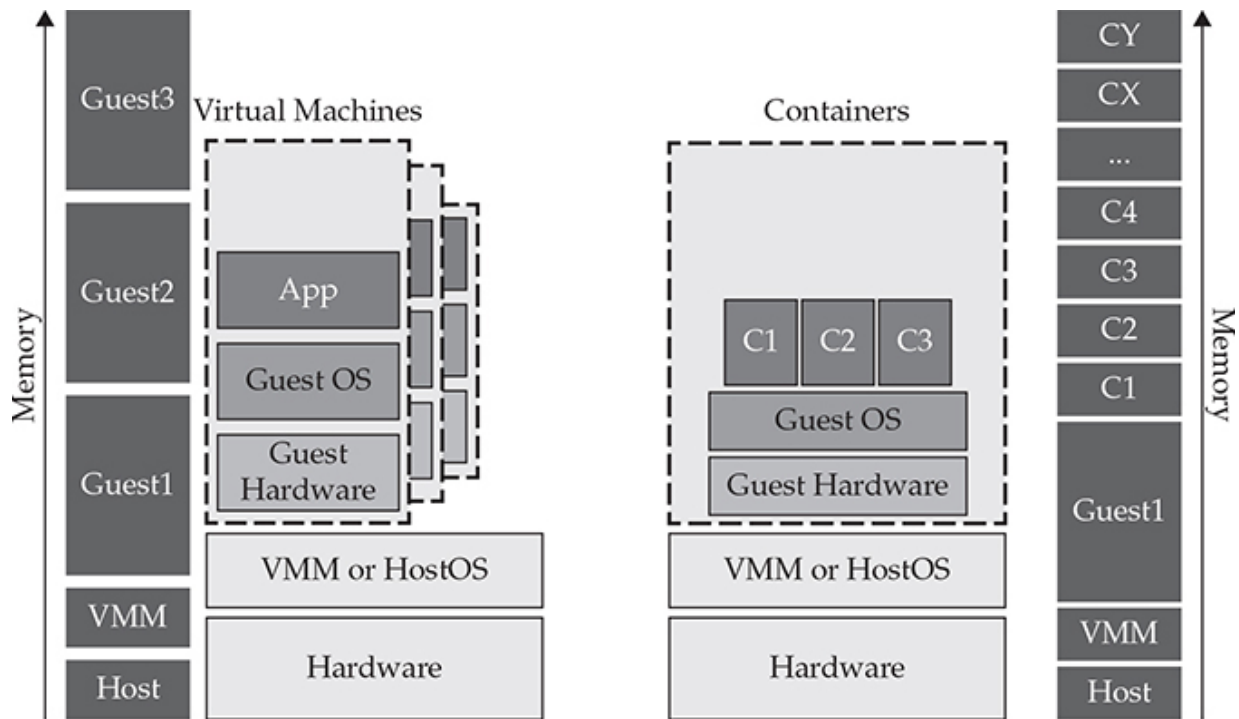 Memory
Guest3
Guest2
Guest1
VMM
Host
Virtual Machines
App
Guest OS
Guest
Hardware
VMM or HostOS
Hardware
Containers
C1 C2 C3
Guest OS
Guest Hardware
VMM or HostOS
Hardware
CY
CX
...
C4
C3
C2
C1
Guest1
VMM
Host
Memory